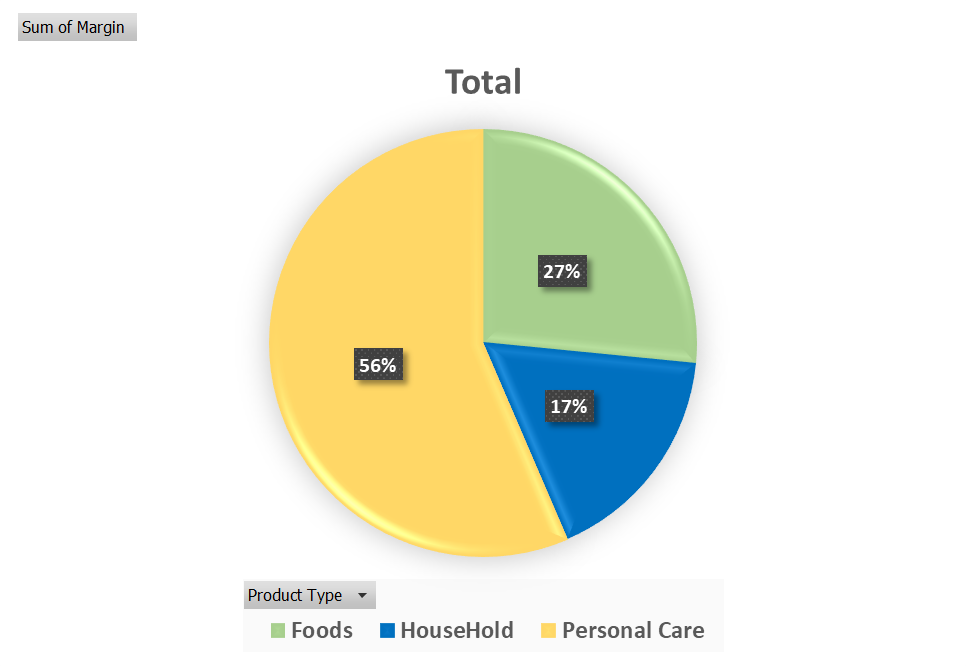 Sum of Margin
Total
27%
56%
17%
Product Type
Foods HouseHold Personal Care